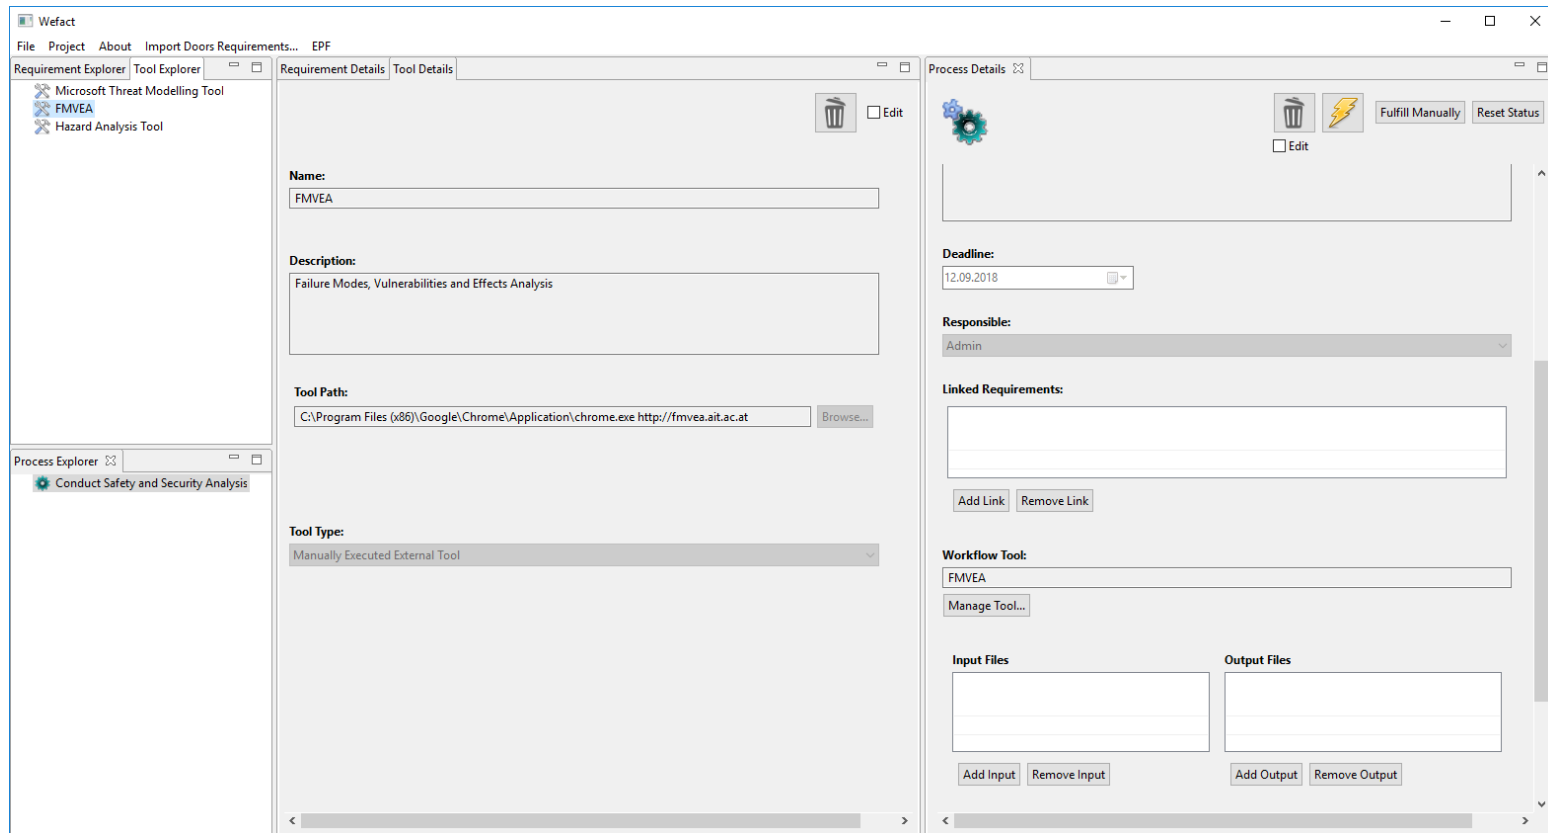 Wefact
File Project About Import Doors Requirements... EPF
Requirement Explorer Tool Explorer
Microsoft Threat Modelling Tool
FMVEA
Hazard Analysis Tool
Process Explorer
Conduct Safety and Security Analysis
Requirement Details Tool Details
Edit
Name:
FMVEA
Description:
Failure Modes, Vulnerabilities and Effects Analysis
Tool Path:
C:\Program Files (x86)\Google\Chrome\Application\chrome.exe http://fmvea.ait.ac.at Browse...
Tool Type:
Manually Executed External Tool
Process Details
Fulfill Manually Reset Status
Edit
Deadline:
12.09.2018
Responsible:
Admin
Linked Requirements:
Add Link Remove Link
Workflow Tool:
FMVEA
Manage Tool...
Input Files Output Files
Add Input Remove Input Add Output Remove Output